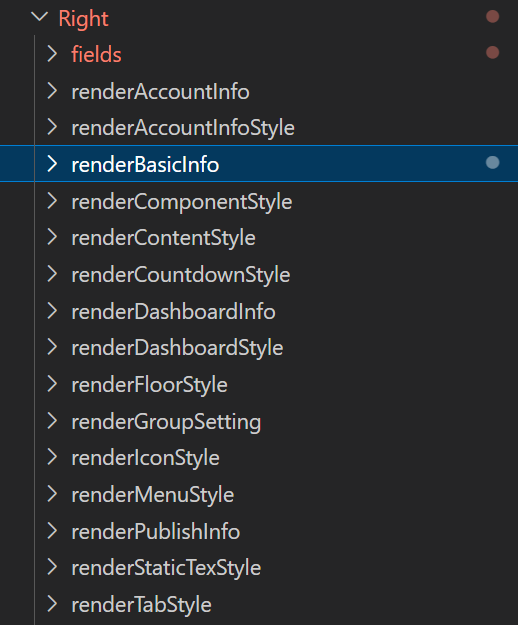 Right
fields
renderAccountInfo
renderAccountInfoStyle
renderBasicInfo
renderComponentStyle
renderContentStyle
renderCountdownStyle
renderDashboardInfo
renderDashboardStyle
renderFloorStyle
renderGroupSetting
renderIconStyle
renderMenuStyle
renderPublishInfo
renderStaticTexStyle
renderTabStyle